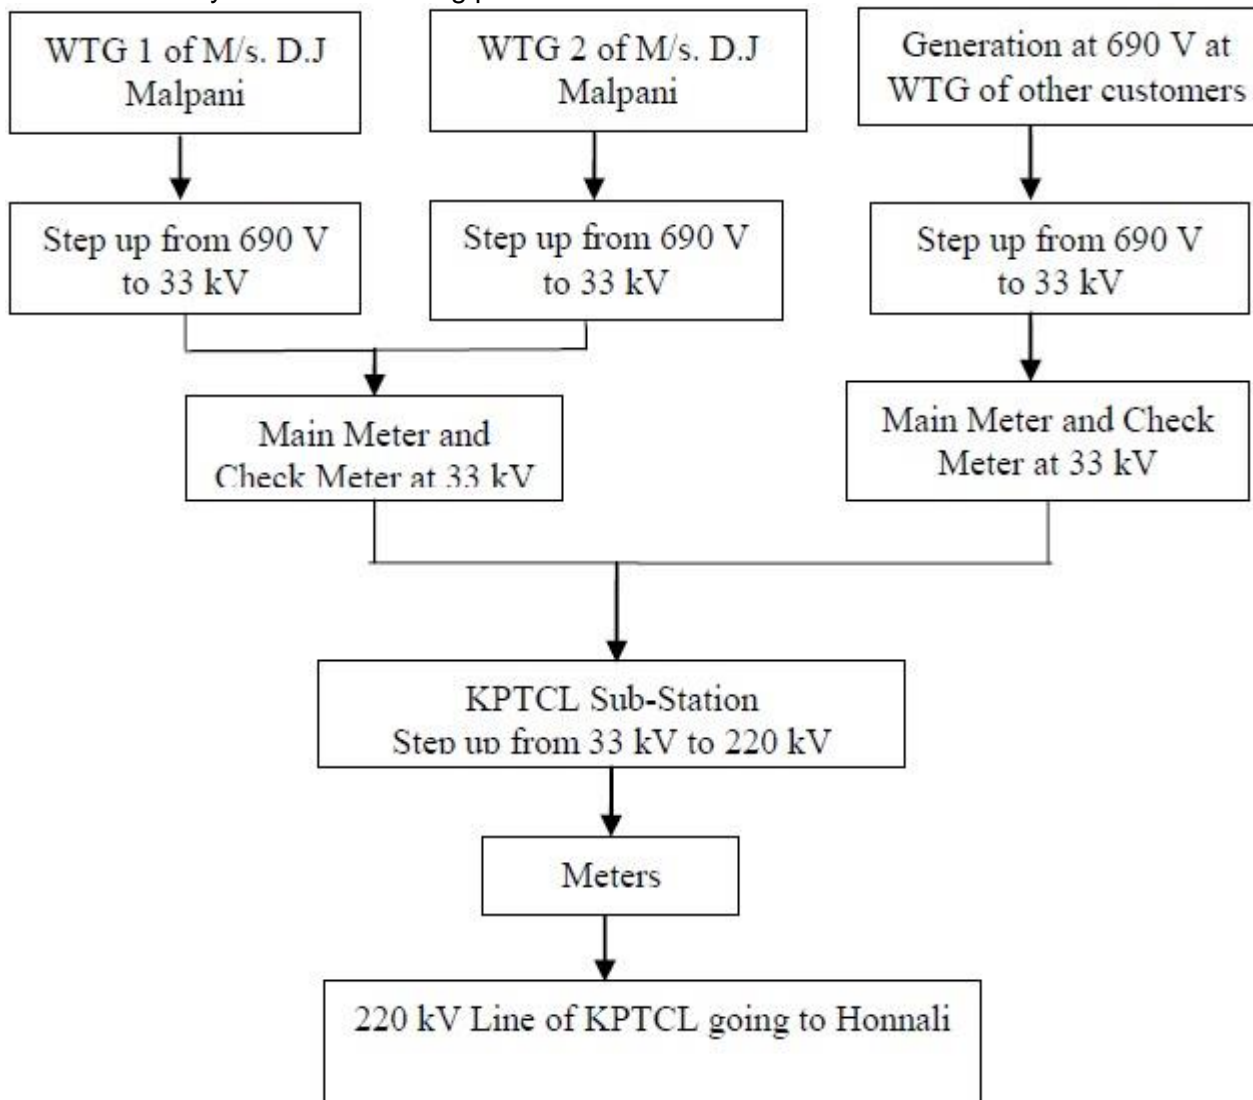 WTG 1 of M/s. D.J
Malpani
WTG 2 of M/s. D.J
Malpani
Generation at 690 V at
WTG of other customers
Step up from 690 V
to 33 kV
Step up from 690 V
to 33 kV
Step up from 690 V
to 33 kV
Main Meter and
Check Meter at 33 kV
Main Meter and Check
Meter at 33 kV
KPTCL Sub-Station
Step up from 33 kV to 220 kV
Meters
220 kV Line of KPTCL going to Honnali